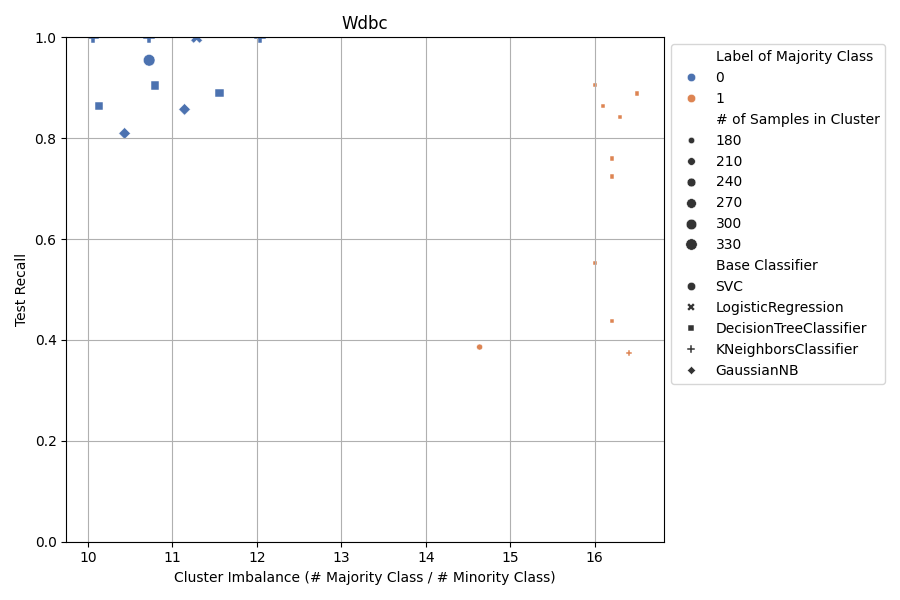 Wdbc
1.0
0.8
0.6
0.4
0.2
0.0
Test Recall
10 11 12 13 14 15 16
Cluster Imbalance (# Majority Class / # Minority Class)
Label of Majority Class
0
1
# of Samples in Cluster
180
210
240
270
300
330
Base Classifier
SVC
LogisticRegression
DecisionTreeClassifier
KNeighborsClassifier
GaussianNB